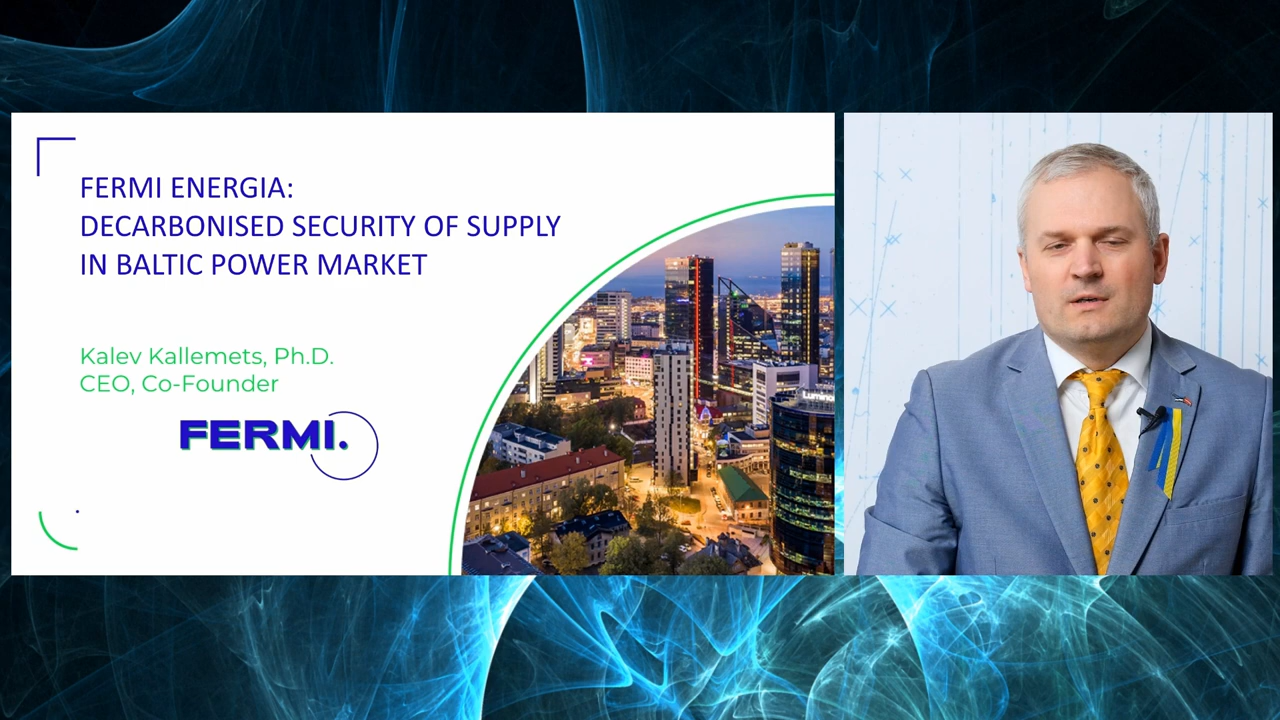 FERMI ENERGIA:
DECARBONISED SECURITY OF SUPPLY
IN BALTIC POWER MARKET
Kalev Kallemets, Ph.D.
CEO, Co-Founder
FERMI.